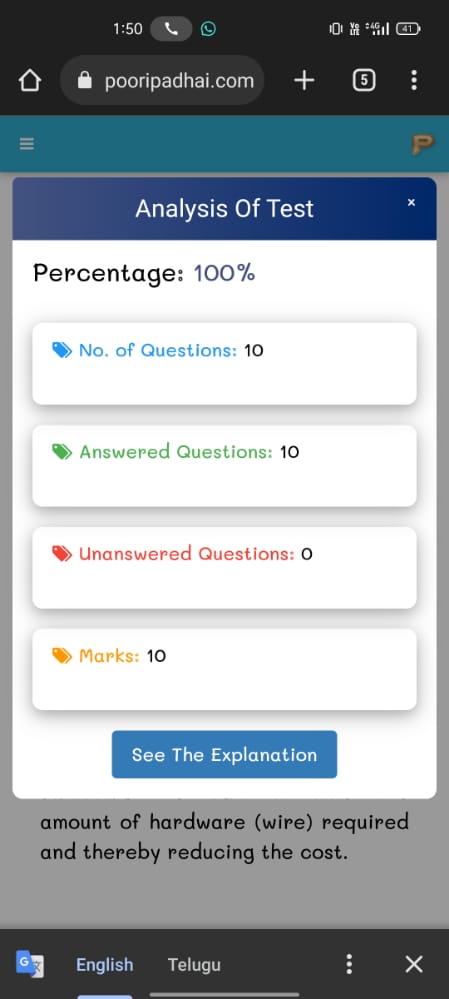 1:50 Vo LTE 4G 41
pooripadhai.com 5
P
Analysis Of Test ×
Percentage: 100%
No. of Questions: 10
Answered Questions: 10
Unanswered Questions: 0
Marks: 10
See The Explanation
amount of hardware (wire) required
and thereby reducing the cost.
G English Telugu